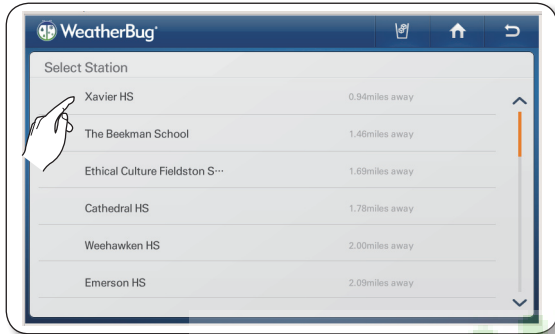 WeatherBug®
Select Station
Xavier HS 0.94miles away
The Beekman School 1.46miles away
Ethical Culture Fieldston S⋯ 1.69miles away
Cathedral HS 1.78miles away
Weehawken HS 2.00miles away
Emerson HS 2.09miles away